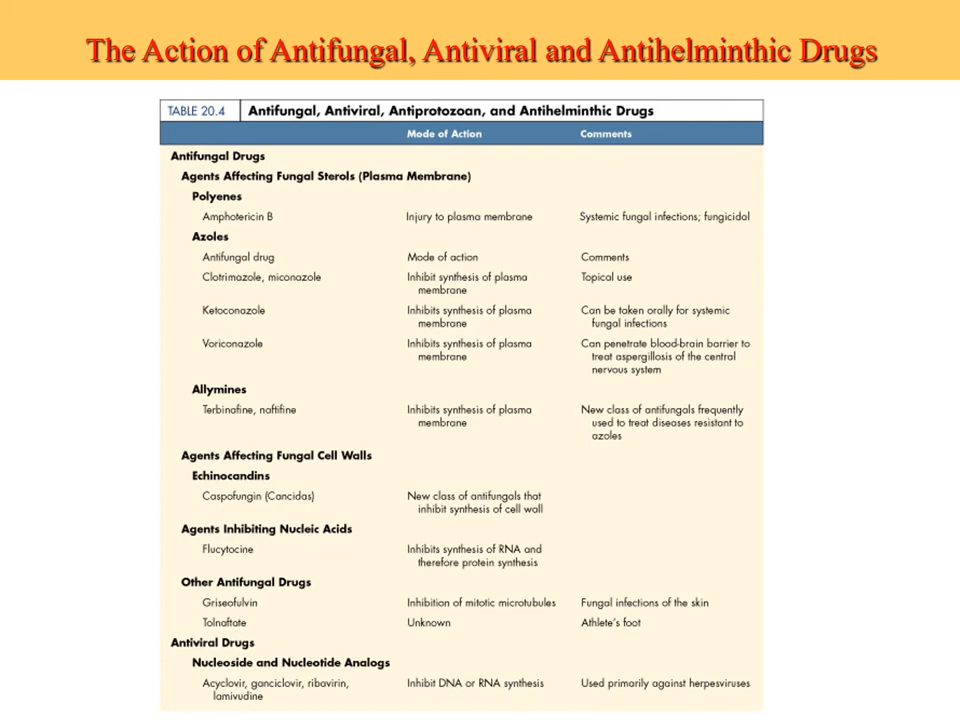 The Action of Antifungal, Antiviral and Antihelminthic Drugs
TABLE 20.4 Antifungal, Antiviral, Antiprotozoan, and Antihelminthic Drugs
Mode of Action Comments
Antifungal Drugs
Agents Affecting Fungal Sterols (Plasma Membrane)
Polyenes
Amphotericin B Injury to plasma membrane Systemic fungal infections; fungicidal
Azoles
Antifungal drug Mode of action Comments
Clotrimazole, miconazole Inhibit synthesis of plasma Topical use
membrane
Ketoconazole Inhibits synthesis of plasma Can be taken orally for systemic
membrane fungal infections
Voriconazole Inhibits synthesis of plasma Can penetrate blood-brain barrier to
membrane treat aspergillosis of the central
nervous system
Allymines
Terbinafine, naftifine Inhibits synthesis of plasma New class of antifungals frequently
membrane used to treat diseases resistant to
azoles
Agents Affecting Fungal Cell Walls
Echinocandins
Caspofungin (Cancidas) New class of antifungals that
inhibit synthesis of cell wall
Agents Inhibiting Nucleic Acids
Flucytocine Inhibits synthesis of RNA and
therefore protein synthesis
Other Antifungal Drugs
Griseofulvin Inhibition of mitotic microtubules Fungal infections of the skin
Tolnaftate Unknown Athlete's foot
Antiviral Drugs
Nucleoside and Nucleotide Analogs
Acyclovir, ganciclovir, ribavirin, Inhibit DNA or RNA synthesis Used primarily against herpesviruses
lamivudine